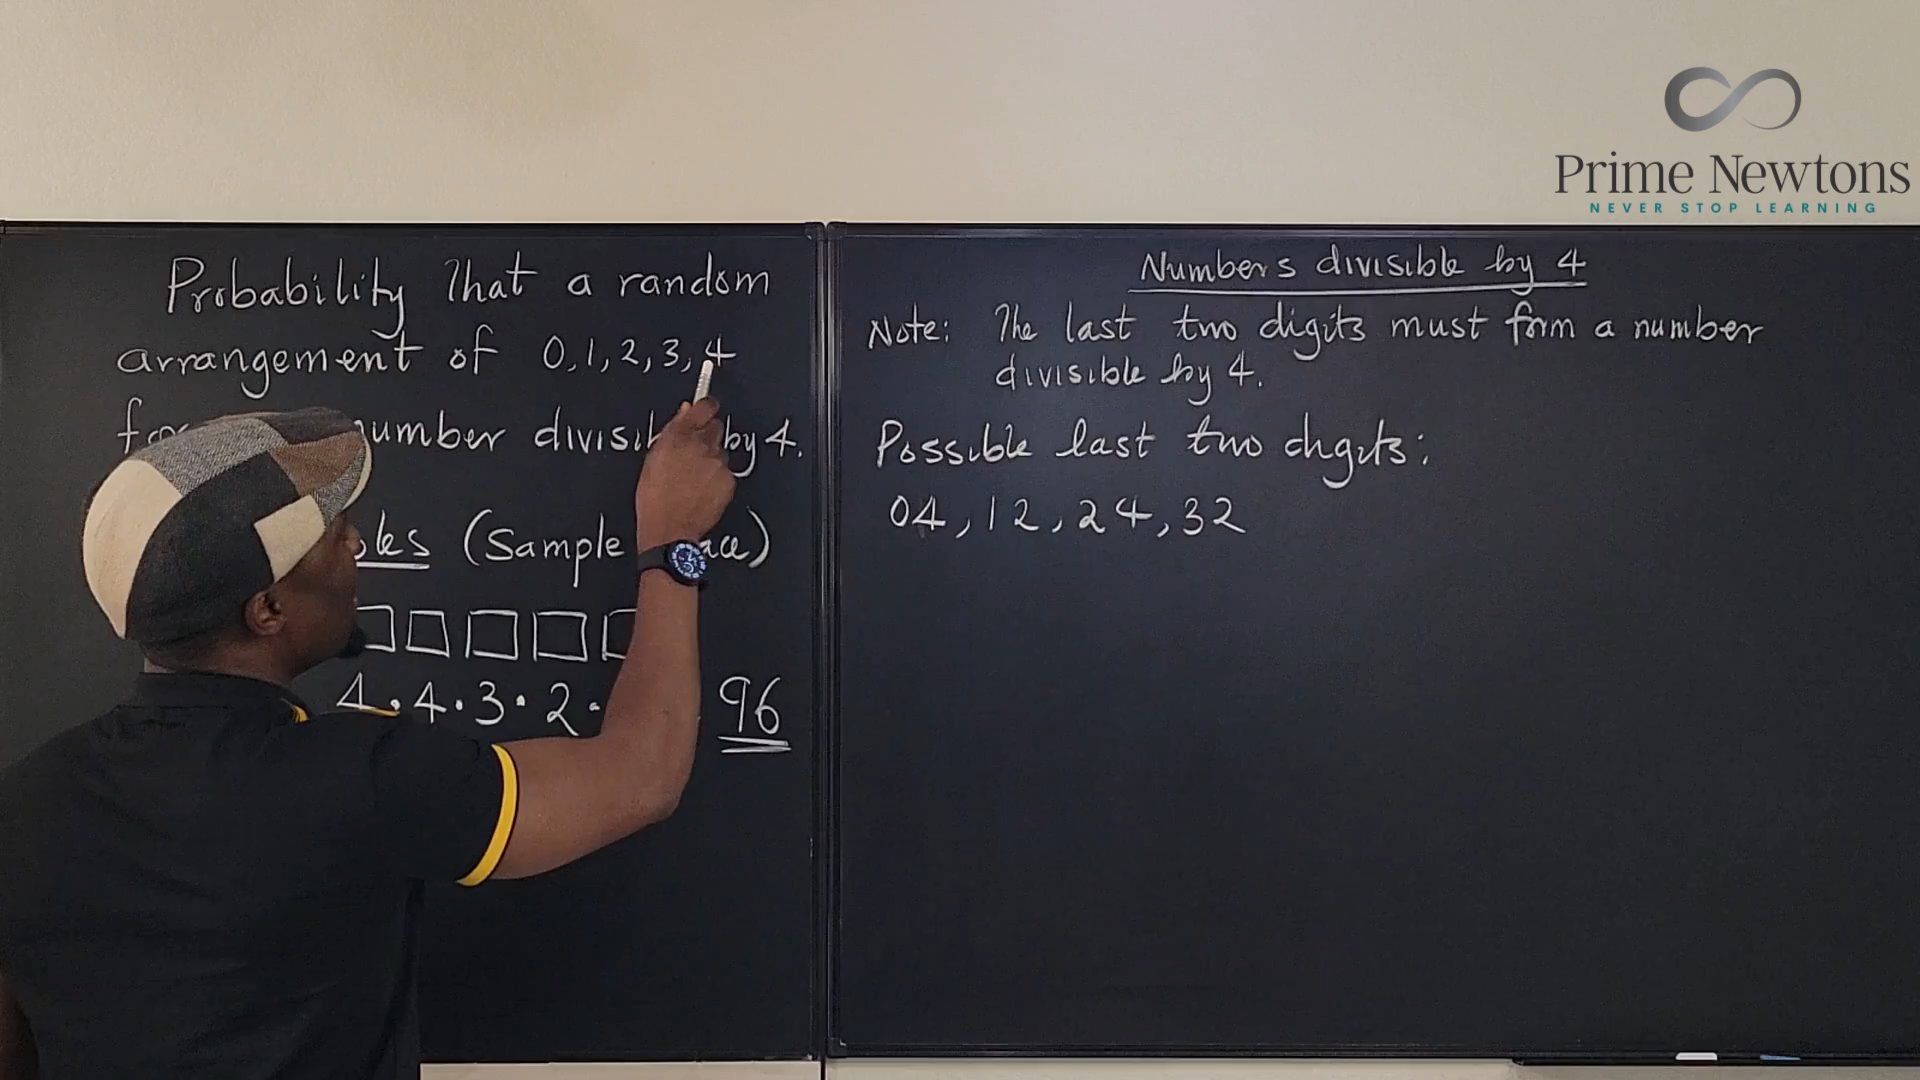 Prime Newtons
NEVER STOP LEARNING
Probability that a random
arrangement of 0,1,2,3,4
number divisi by 4.
(Sample
4.4.3.2. 96
Numbers divisible by 4
Note: The last two digits must form a number
divisible by 4.
Possible last two digits:
04, 12, 24, 32